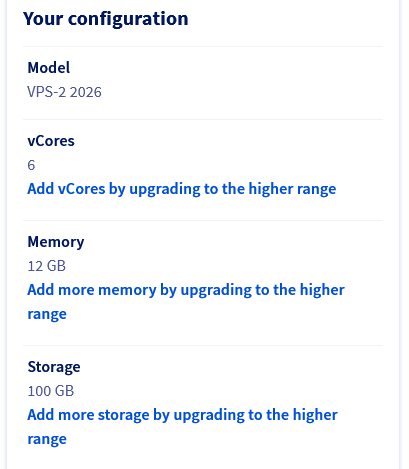 Your configuration
Model
VPS-2 2026
vCores
6
Add vCores by upgrading to the higher range
Memory
12 GB
Add more memory by upgrading to the higher
range
Storage
100 GB
Add more storage by upgrading to the higher
range